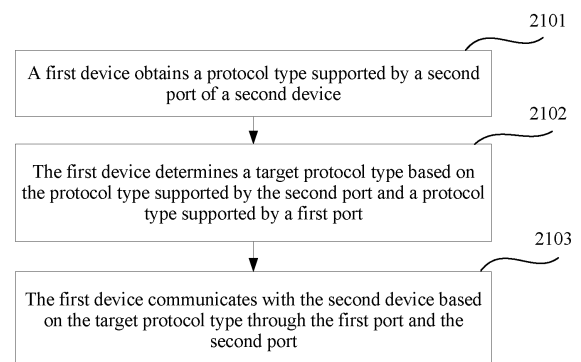 2101
A first device obtains a protocol type supported by a second
port of a second device
2102
The first device determines a target protocol type based on
the protocol type supported by the second port and a protocol
type supported by a first port
2103
The first device communicates with the second device based
on the target protocol type through the first port and the
second port